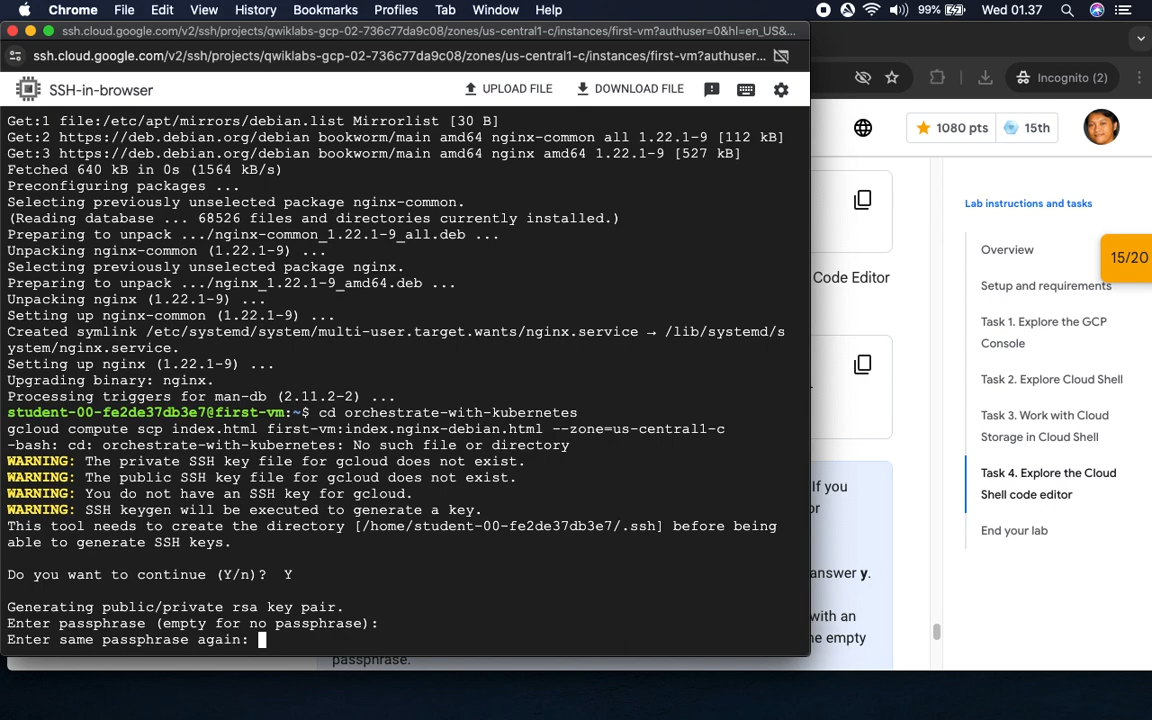 Chrome File Edit View History Bookmarks Profiles Tab Window Help 99% Wed 01.37
ssh.cloud.google.com/v2/ssh/projects/qwiklabs-gcp-02-736c77da9c08/zones/us-central1-c/instances/first-vm?authuser=0&hl=en_US&...
ssh.cloud.google.com/v2/ssh/projects/qwiklabs-gcp-02-736c77da9c08/zones/us-central1-c/instances/first-vm?authuser...
Incognito (2)
SSH-in-browser UPLOAD FILE DOWNLOAD FILE
1080 pts 15th
Get:1 file:/etc/apt/mirrors/debian.list Mirrorlist [30 B]
Get:2 https://deb.debian.org/debian bookworm/main amd64 nginx-common all 1.22.1-9 [112 kB]
Get:3 https://deb.debian.org/debian bookworm/main amd64 nginx amd64 1.22.1-9 [527 kB]
Fetched 640 kB in 0s (1564 kB/s)
Preconfiguring packages ...
Selecting previously unselected package nginx-common.
(Reading database ... 68526 files and directories currently installed.)
Preparing to unpack .../nginx-common_1.22.1-9_all.deb ...
Unpacking nginx-common (1.22.1-9) ...
Selecting previously unselected package nginx.
Preparing to unpack .../nginx_1.22.1-9_amd64.deb ...
Unpacking nginx (1.22.1-9) ...
Setting up nginx-common (1.22.1-9) ...
Created symlink /etc/systemd/system/multi-user.target.wants/nginx.service → /lib/systemd/s
ystem/nginx.service.
Setting up nginx (1.22.1-9) ...
Upgrading binary: nginx.
Processing triggers for man-db (2.11.2-2) ...
student-00-fe2de37db3e7@first-vm:~$ cd orchestrate-with-kubernetes
gcloud compute scp index.html first-vm:index.nginx-debian.html --zone=us-central1-c
-bash: cd: orchestrate-with-kubernetes: No such file or directory
WARNING: The private SSH key file for gcloud does not exist.
WARNING: The public SSH key file for gcloud does not exist.
WARNING: You do not have an SSH key for gcloud.
WARNING: SSH keygen will be executed to generate a key.
This tool needs to create the directory [/home/student-00-fe2de37db3e7/.ssh] before being
able to generate SSH keys.
Do you want to continue (Y/n)? Y
Generating public/private rsa key pair.
Enter passphrase (empty for no passphrase):
Enter same passphrase again:
Code Editor
If you
or
answer y.
with an
ne empty
passphrase.
Lab instructions and tasks
Overview
15/20
Setup and requirements
Task 1. Explore the GCP
Console
Task 2. Explore Cloud Shell
Task 3. Work with Cloud
Storage in Cloud Shell
Task 4. Explore the Cloud
Shell code editor
End your lab